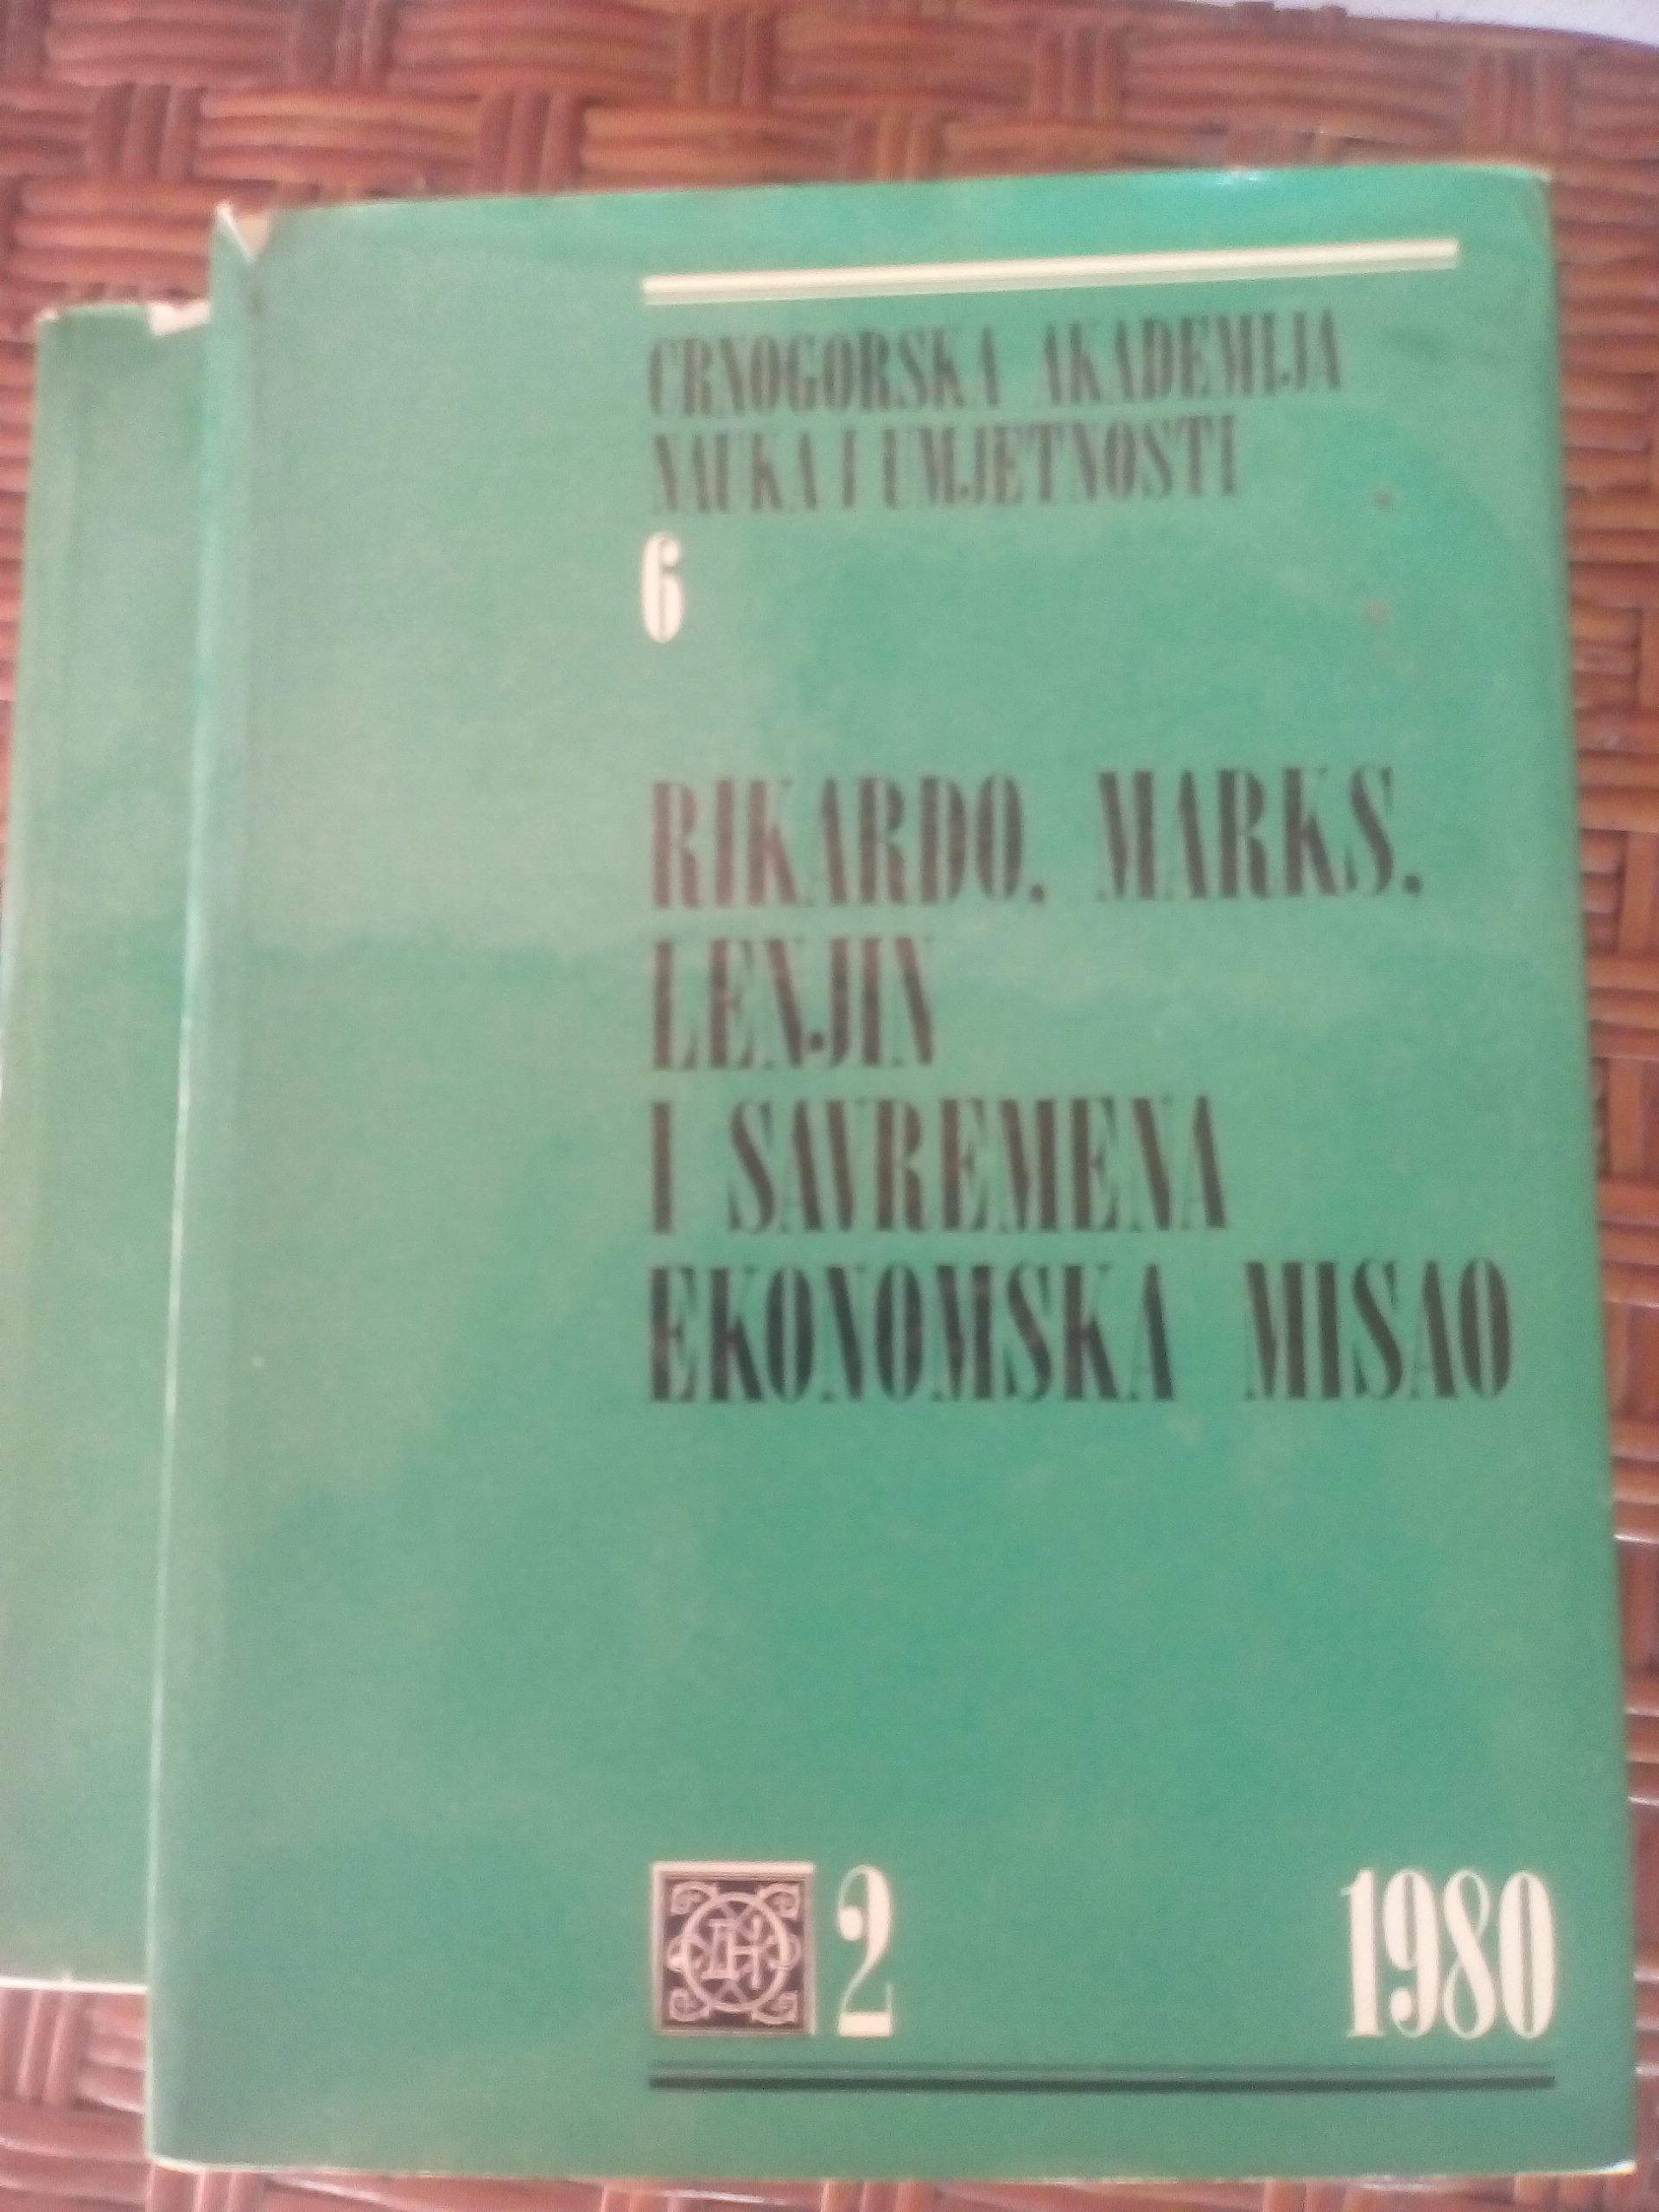 CRNOGORSKA AKADEMIJA
NAUKA I UMJETNOSTI
6
RIKARDO, MARKS,
LENJIN
I SAVREMENA
EKONOMSKA MISAO
2 1980